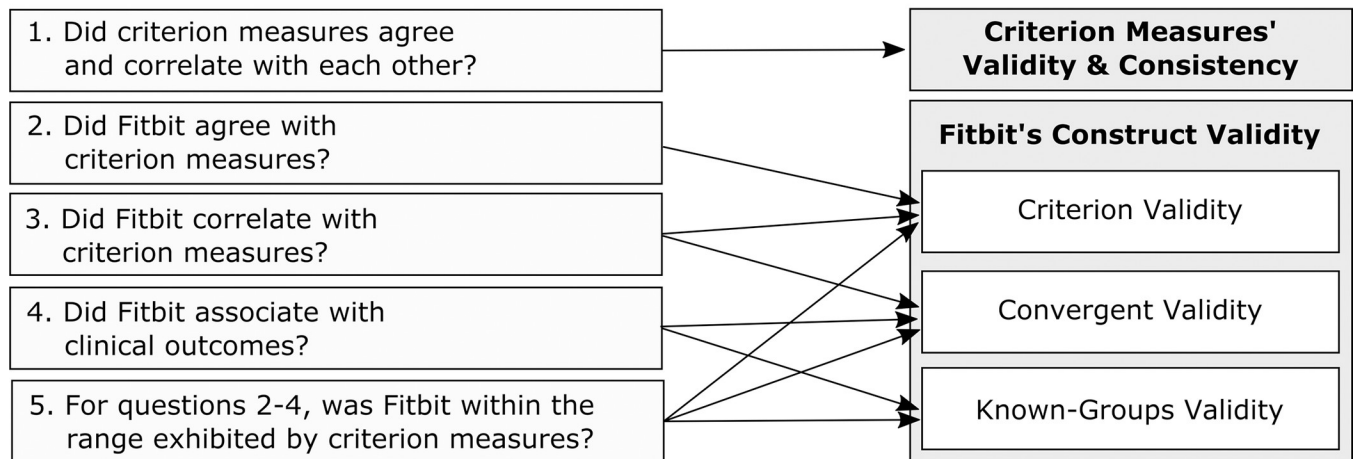 1. Did criterion measures agree
and correlate with each other?
2. Did Fitbit agree with
criterion measures?
3. Did Fitbit correlate with
criterion measures?
4. Did Fitbit associate with
clinical outcomes?
5. For questions 2-4, was Fitbit within the
range exhibited by criterion measures?
Criterion Measures'
Validity & Consistency
Fitbit's Construct Validity
Criterion Validity
Convergent Validity
Known-Groups Validity